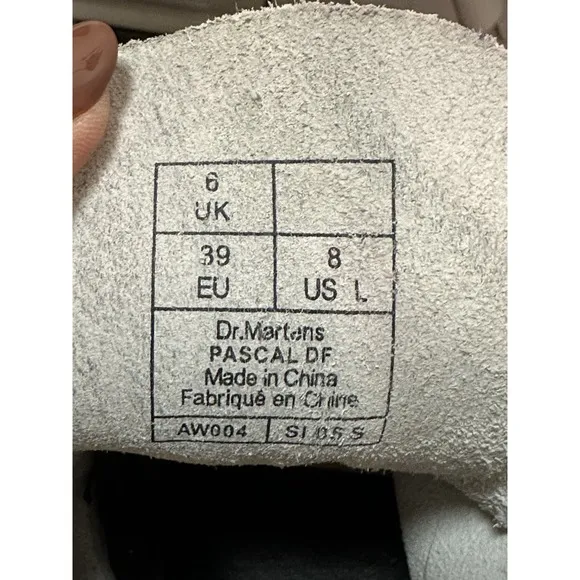 6
UK
39 8
EU US L
Dr.Martens
PASCAL DF
Made in China
Fabriqué en Chine
AW004